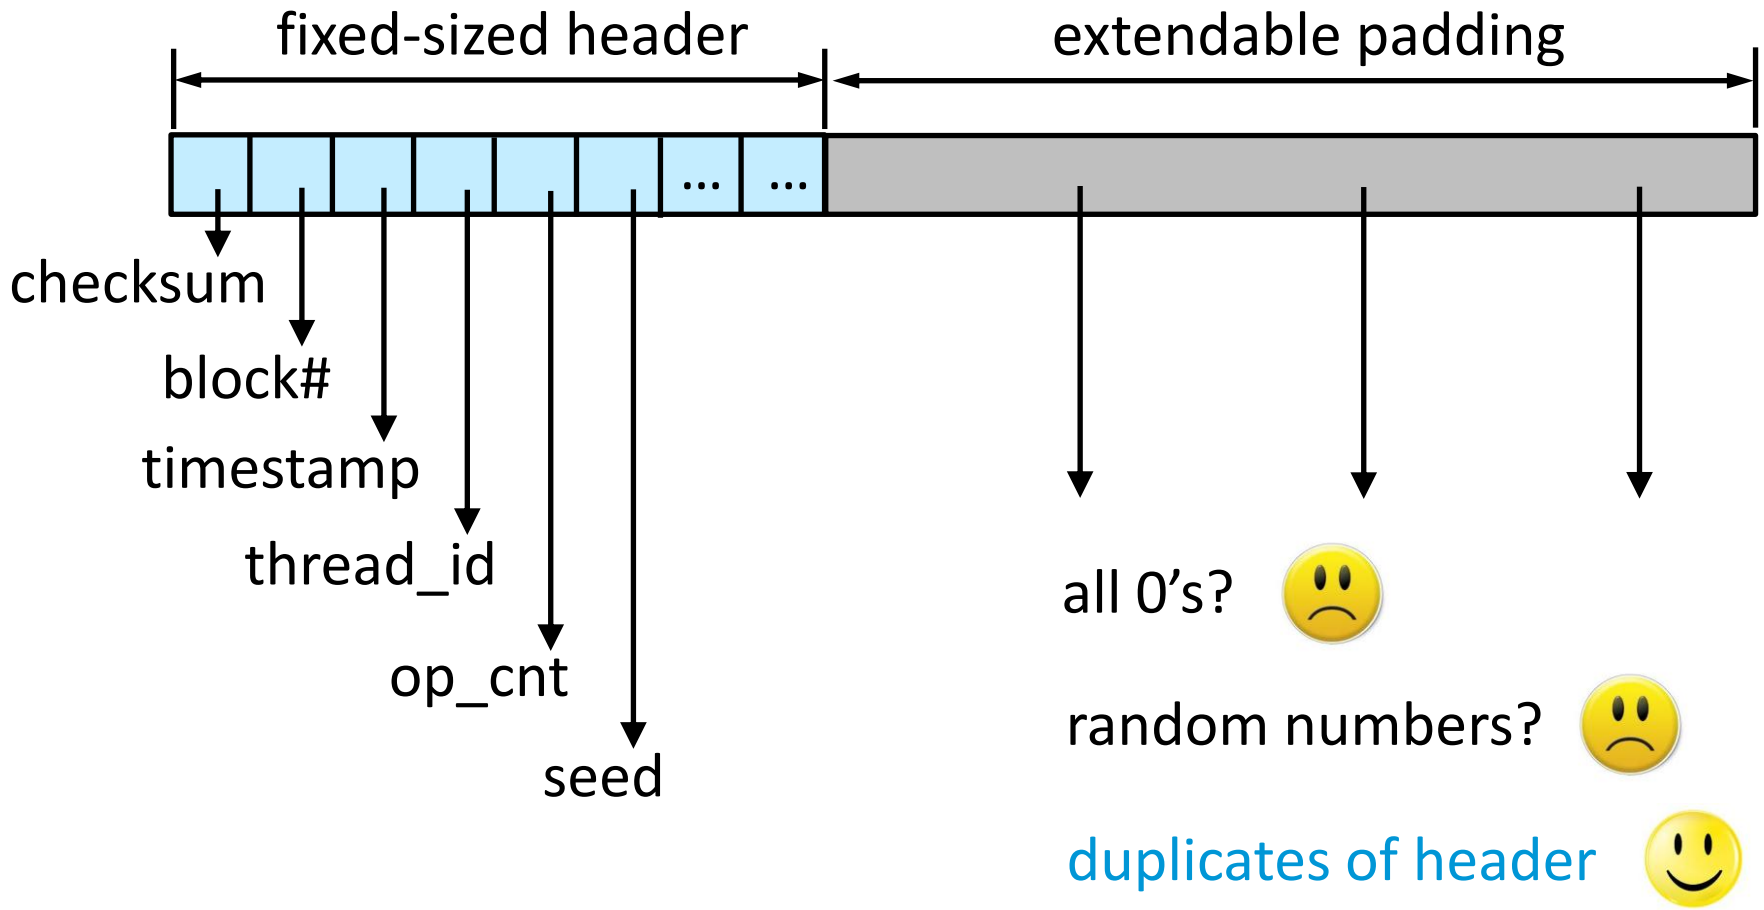 fixed-sized header
extendable padding
... ...
checksum
block#
timestamp
thread_id
op_cnt
seed
all 0’s?
random numbers?
duplicates of header